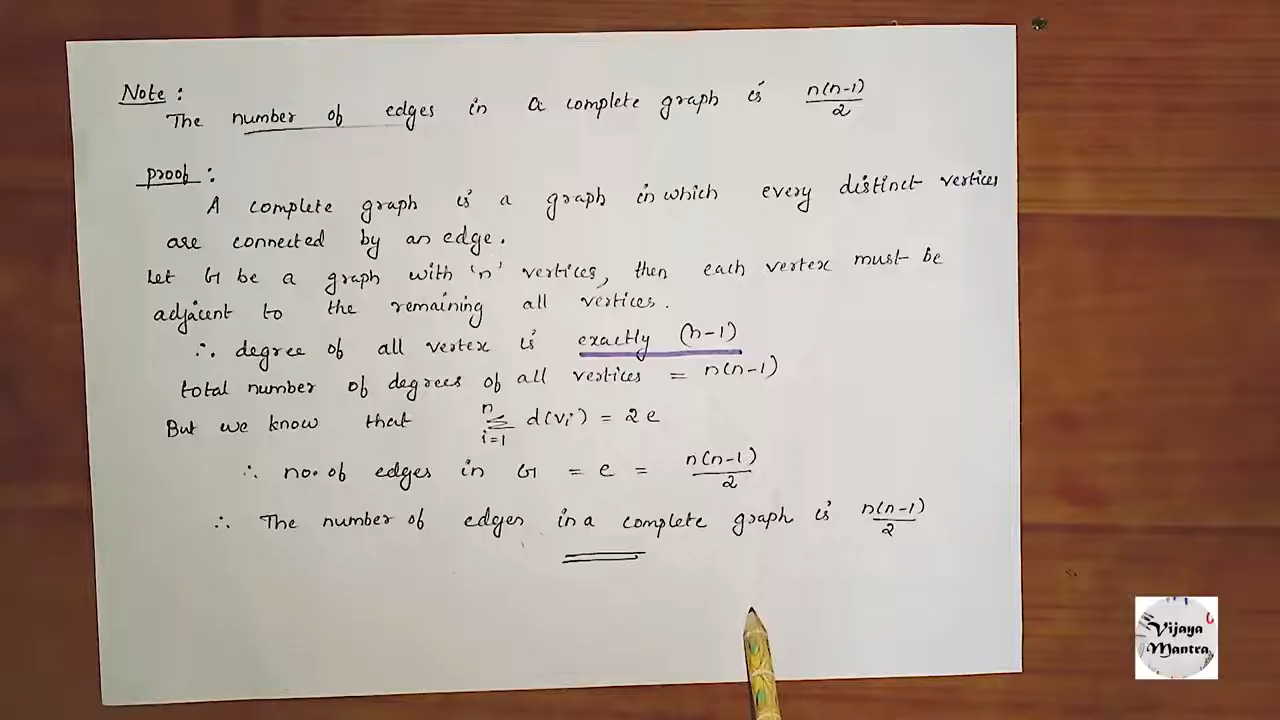 Note :
The number of edges in a complete graph is n(n-1)/2
proof :
A complete graph is a graph in which every distinct vertices
are connected by an edge.
Let G be a graph with 'n' vertices, then each vertex must be
adjacent to the remaining all vertices.
∴ degree of all vertex is exactly (n-1)
total number of degrees of all vertices = n(n-1)
But we know that n∑i=1 d(vi) = 2e
∴ no. of edges in G = e = n(n-1)/2
∴ The number of edges in a complete graph is n(n-1)/2
Vijaya
Mantra